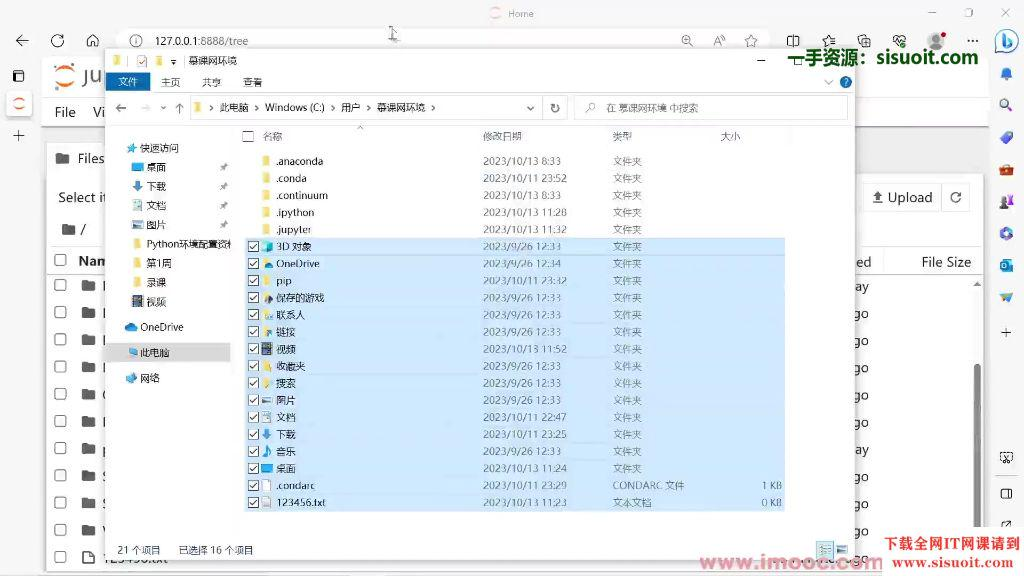 Home
127.0.0.1:8888/tree
一手资源：sisuoit.com
慕课网环境
文件 主页 共享 查看
File
此电脑 Windows (C:) 用户 慕课网环境
在 慕课网环境 中搜索
名称 修改日期 类型 大小
快速访问
桌面
下载
文档
图片
Python环境配置资
第1周
录课
视频
OneDrive
此电脑
网络
.anaconda 2023/10/13 8:33 文件夹
.conda 2023/10/11 23:52 文件夹
.continuum 2023/10/13 8:33 文件夹
.ipython 2023/10/13 11:28 文件夹
.jupyter 2023/10/13 11:32 文件夹
3D 对象 2023/9/26 12:33 文件夹
OneDrive 2023/9/26 12:34 文件夹
pip 2023/10/11 23:32 文件夹
保存的游戏 2023/9/26 12:33 文件夹
联系人 2023/9/26 12:33 文件夹
链接 2023/9/26 12:33 文件夹
视频 2023/10/13 11:52 文件夹
收藏夹 2023/9/26 12:33 文件夹
搜索 2023/9/26 12:33 文件夹
图片 2023/9/26 12:33 文件夹
文档 2023/10/11 22:47 文件夹
下载 2023/10/11 23:25 文件夹
音乐 2023/9/26 12:33 文件夹
桌面 2023/10/13 11:24 文件夹
.condarc 2023/10/11 23:29 CONDARC 文件 1 KB
123456.txt 2023/10/13 11:23 文本文档 0 KB
21 个项目 已选择 16 个项目
Files
Select
/
Upload
Nam
File Size
www.imooc.com
下载全网IT网课请到
www.sisuoit.com